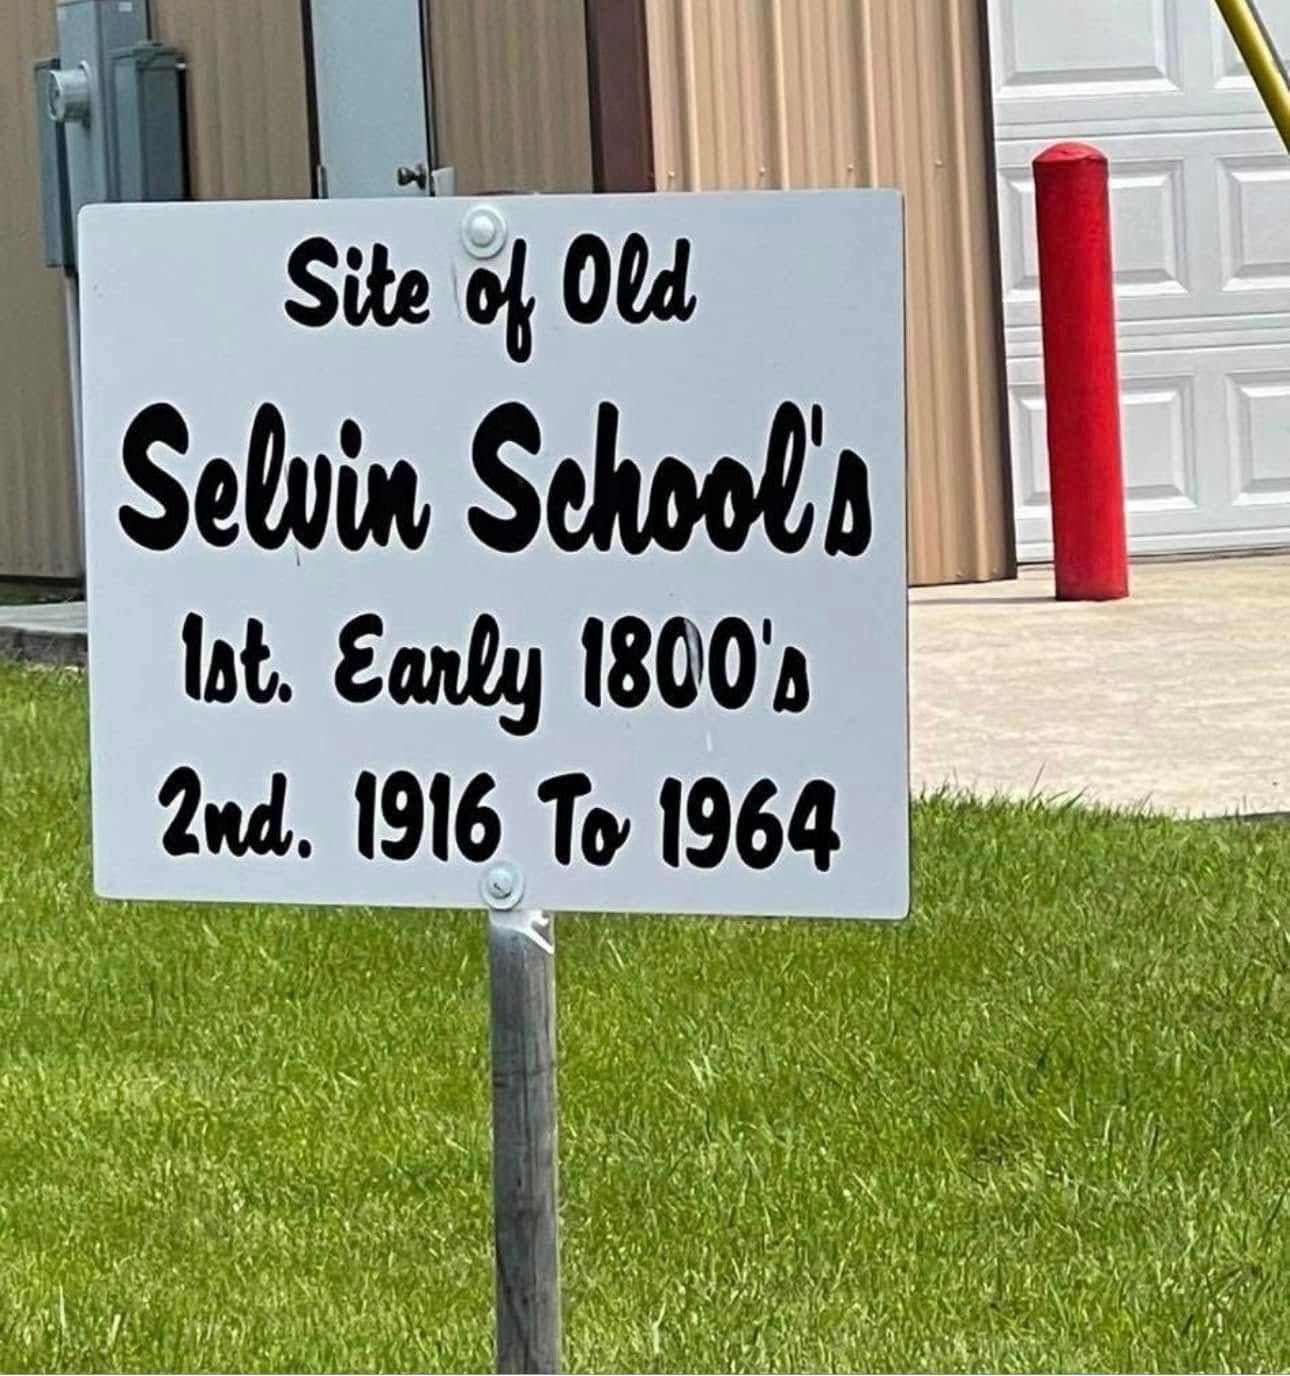 Site of Old
Selvin School's
1st. Early 1800's
2nd. 1916 To 1964